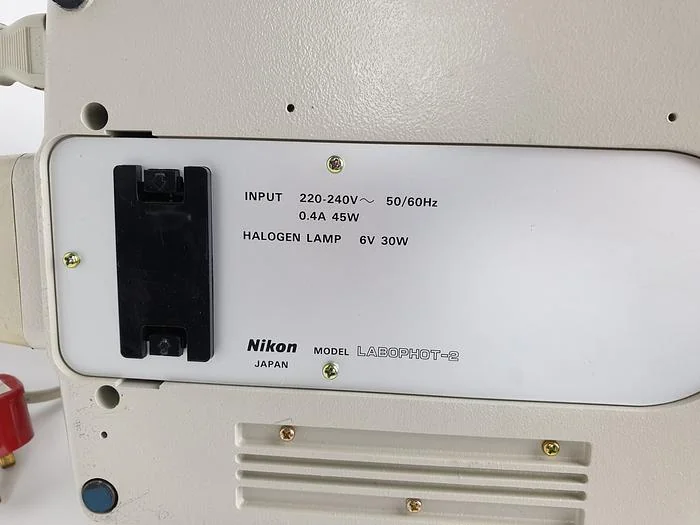 INPUT 220-240V～ 50/60Hz
0.4A 45W
HALOGEN LAMP 6V 30W
Nikon MODEL LABOPHOT-2
JAPAN